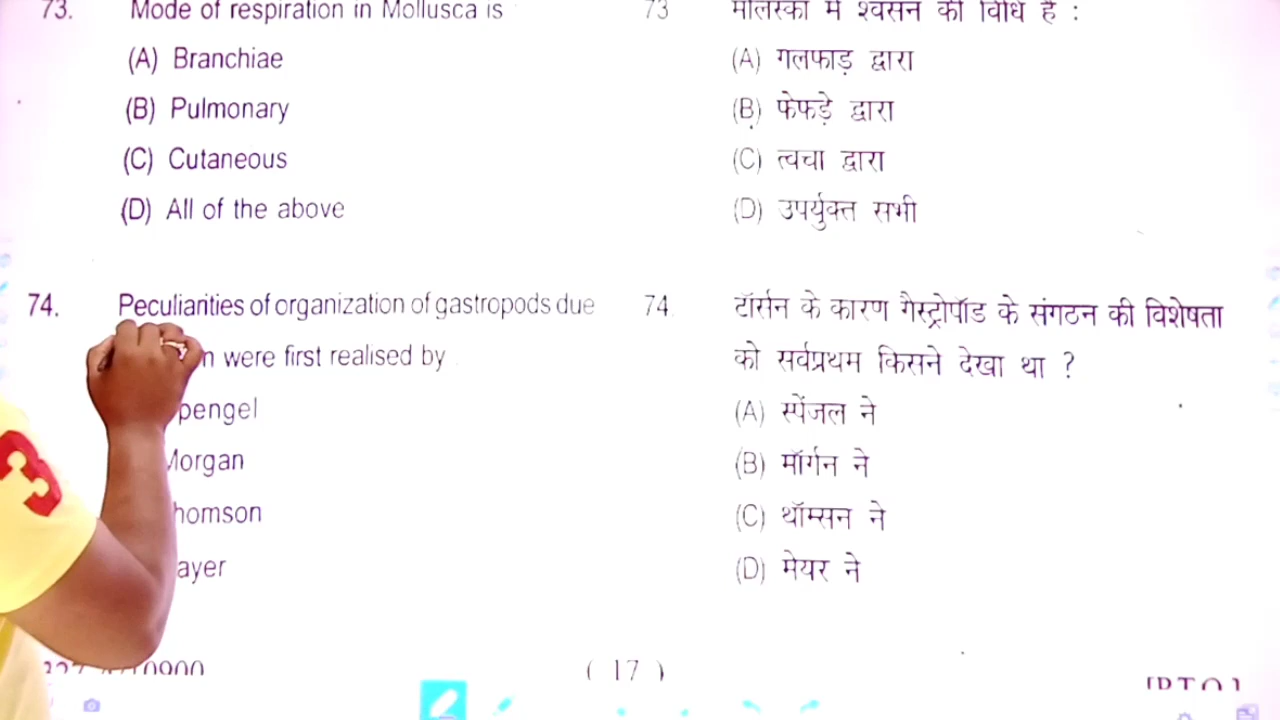 73. Mode of respiration in Mollusca is
(A) Branchiae
(B) Pulmonary
(C) Cutaneous
(D) All of the above
74. Peculiarities of organization of gastropods due
were first realised by
pengel
Morgan
homson
ayer
73 मोलस्का में श्वसन की विधि है :
(A) गलफाड़ द्वारा
(B) फेफड़े द्वारा
(C) त्वचा द्वारा
(D) उपर्युक्त सभी
74. टॉर्सन के कारण गैस्ट्रोपॉड के संगठन की विशेषता
को सर्वप्रथम किसने देखा था ?
(A) स्पेंजल ने
(B) मॉर्गन ने
(C) थॉम्सन ने
(D) मेयर ने
( 17 )